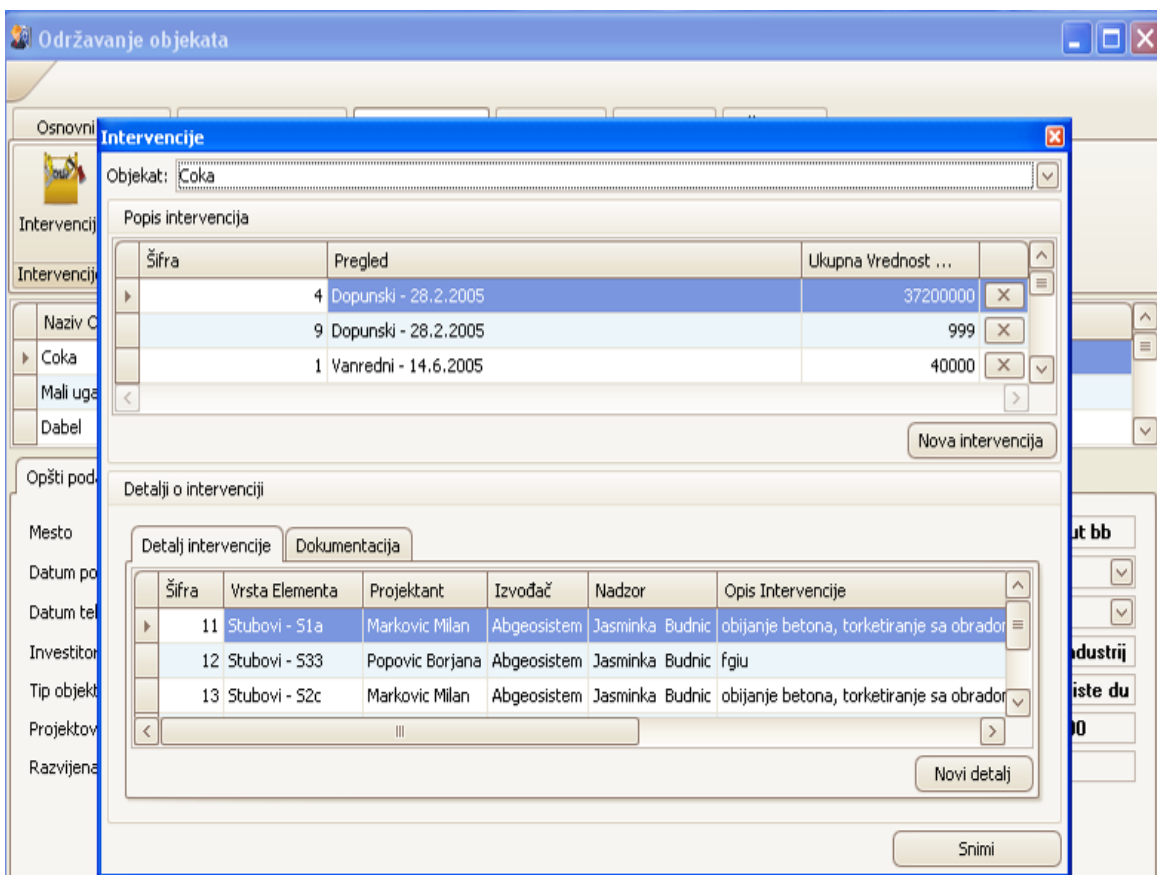 Održavanje objekata
Osnovni
Intervencije
Objekat: Coka
Intervencij
Popis intervencija
Intervencije
Šifra Pregled Ukupna Vrednost ...
4 Dopunski - 28.2.2005 37200000
9 Dopunski - 28.2.2005 999
1 Vanredni - 14.6.2005 40000
Naziv O
Coka
Mali uga
Dabel
Nova intervencija
Opšti poda
Detalji o intervenciji
Mesto
Detalj intervencije Dokumentacija
ut bb
Datum po
Šifra Vrsta Elementa Projektant Izvođač Nadzor Opis Intervencije
Datum tel
11 Stubovi - S1a Markovic Milan Abgeosistem Jasminka Budnic obijanje betona, torketiranje sa obrador
Investitor
12 Stubovi - S33 Popovic Borjana Abgeosistem Jasminka Budnic fgiu
dustrij
Tip objekt
13 Stubovi - S2c Markovic Milan Abgeosistem Jasminka Budnic obijanje betona, torketiranje sa obrador
iste du
Projektov
00
Razvijena
Novi detalj
Snimi